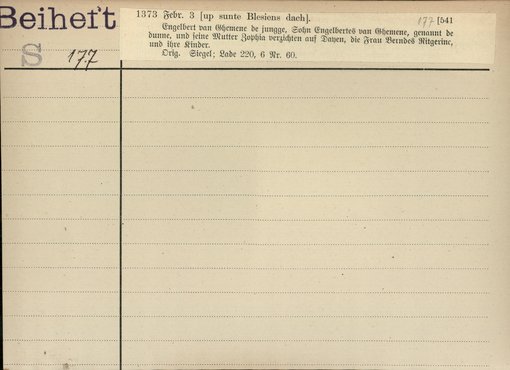 Beiheft
S 177
1373 Febr. 3 [up sunte Blesiens dach]. 177 [541
Engelbert van Ghemene de jungge, Sohn Engelbertes van Ghemene, genannt de
dunne, und seine Mutter Zophia verzichten auf Dayen, die Frau Berndes Ritgerinc,
und ihre Kinder.
Orig. Siegel; Lade 220, 6 Nr. 60.